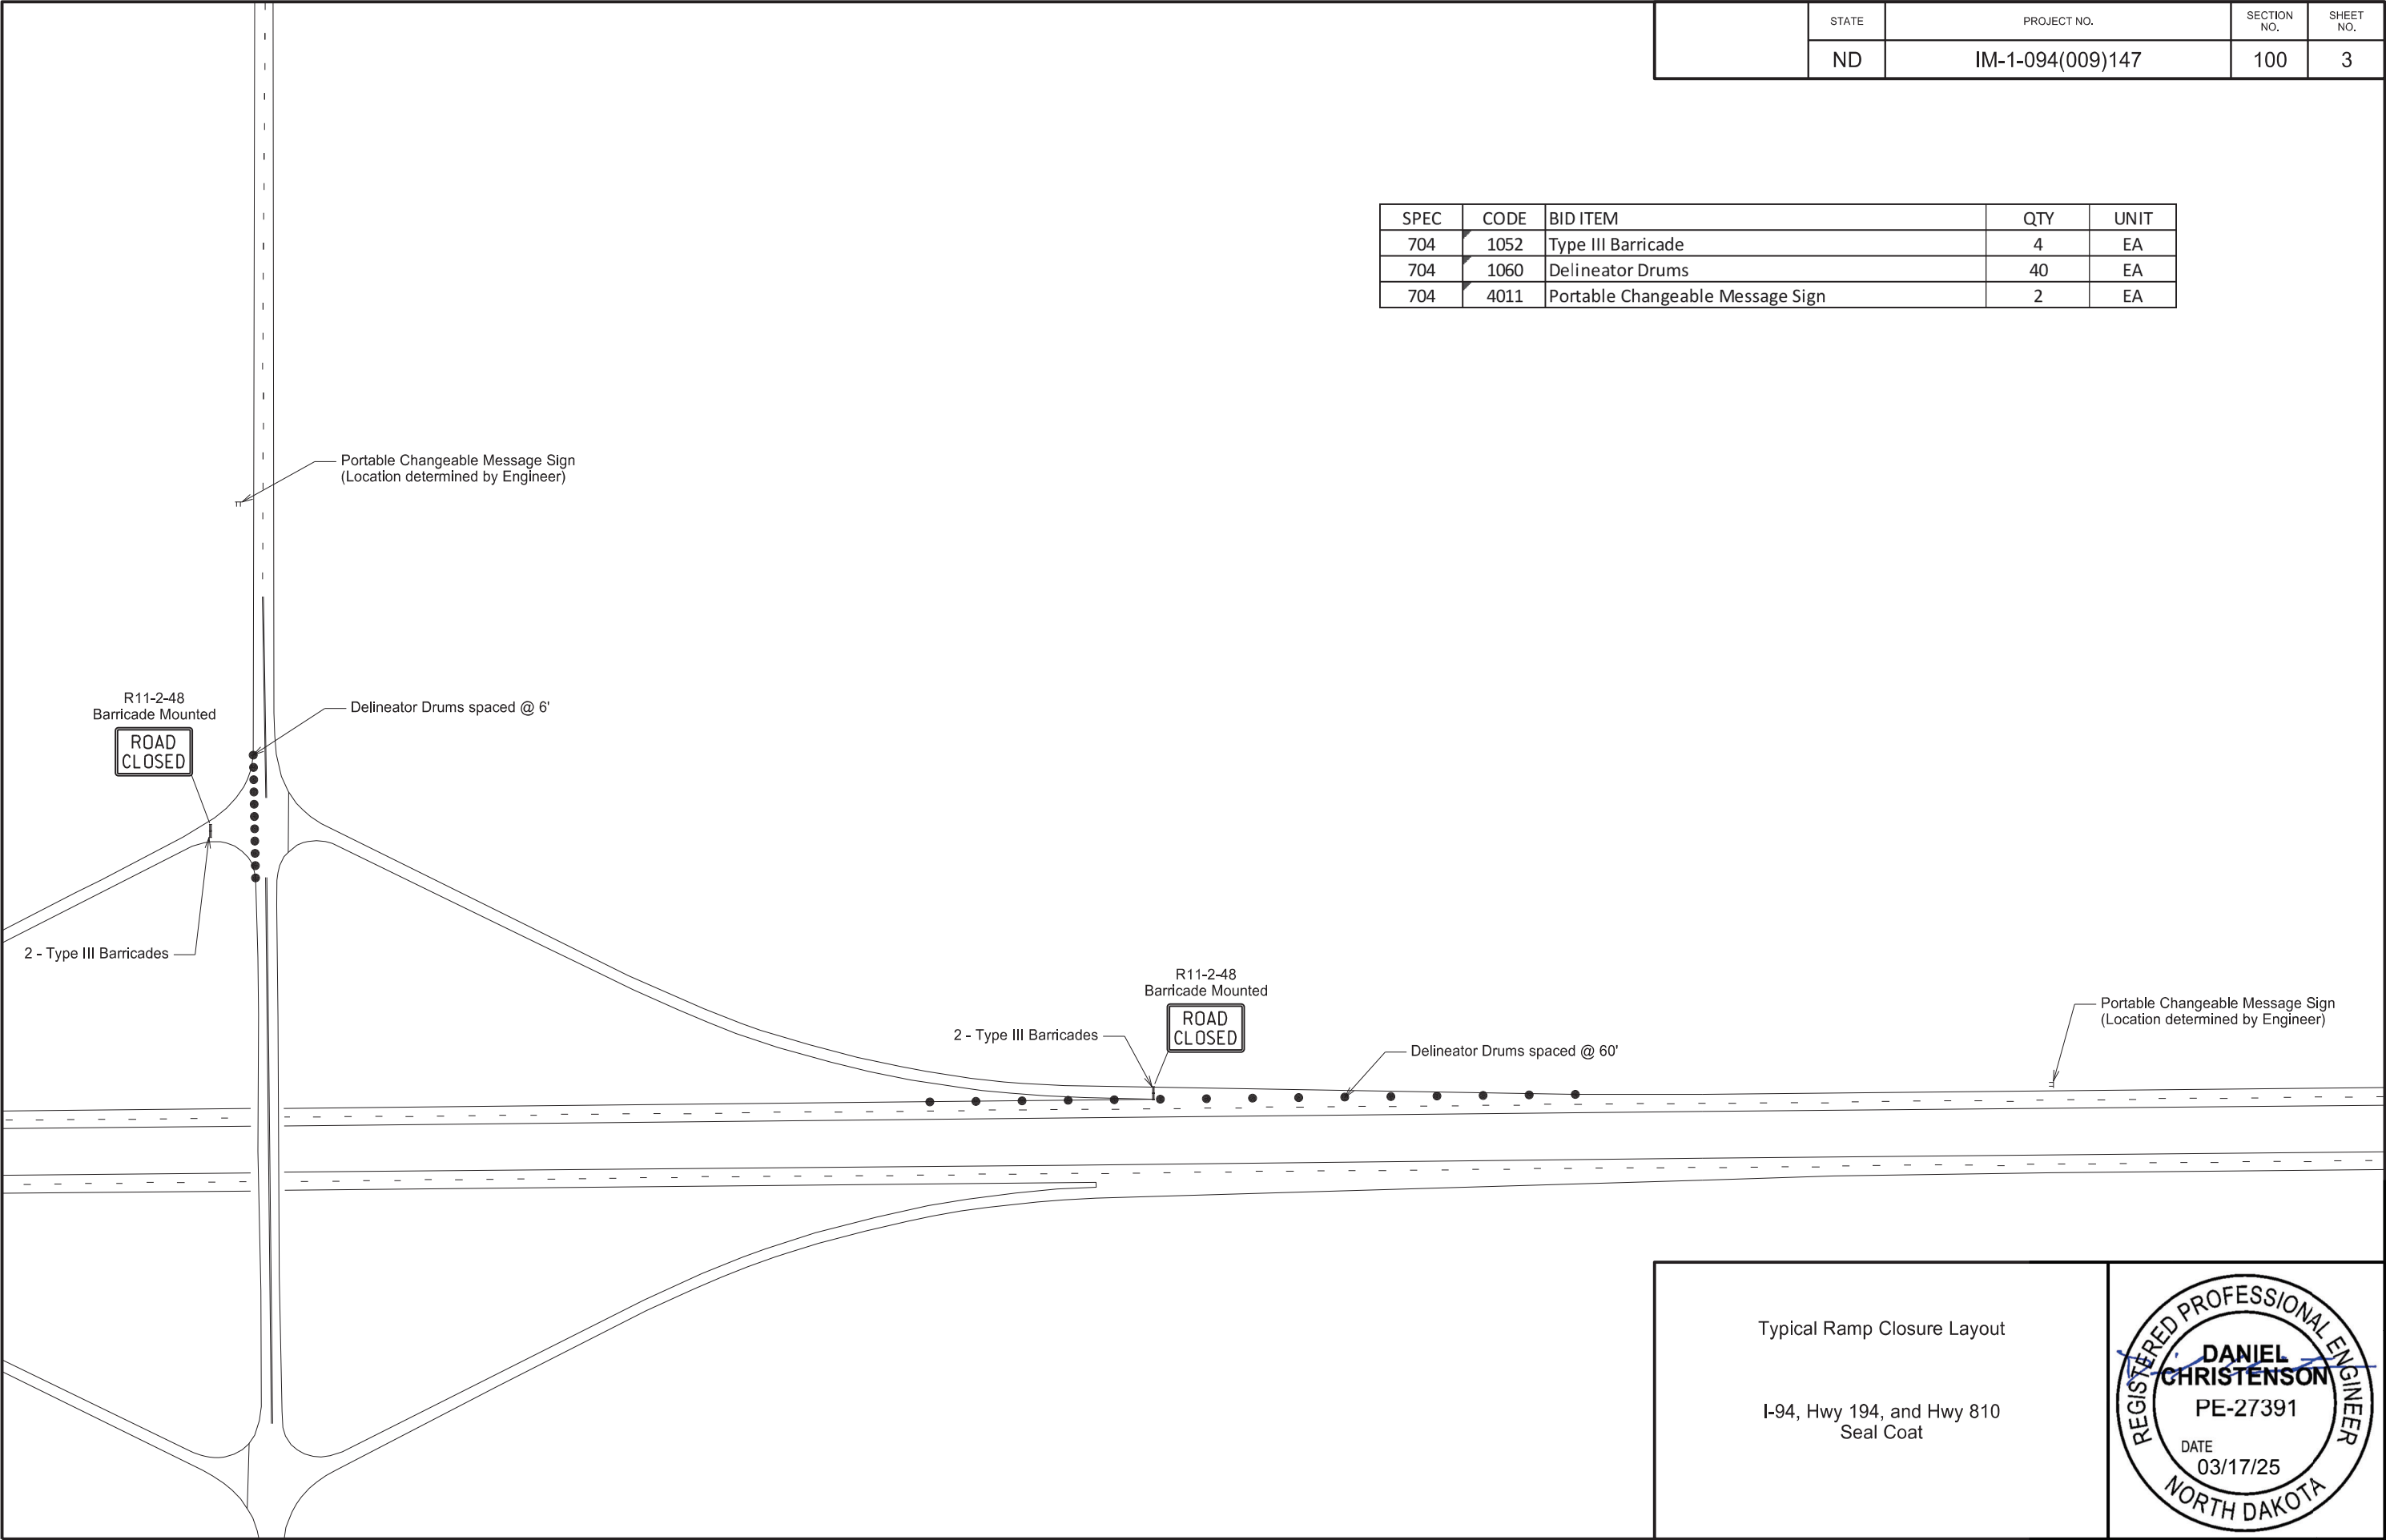 STATE
PROJECT NO.
SECTION
NO.
SHEET
NO.
ND
IM-1-094(009)147
100
3
SPEC CODE BID ITEM QTY UNIT
704 1052 Type III Barricade 4 EA
704 1060 Delineator Drums 40 EA
704 4011 Portable Changeable Message Sign 2 EA
Portable Changeable Message Sign
(Location determined by Engineer)
R11-2-48
Barricade Mounted
ROAD
CLOSED
Delineator Drums spaced @ 6'
2 - Type III Barricades
R11-2-48
Barricade Mounted
ROAD
CLOSED
2 - Type III Barricades
Delineator Drums spaced @ 60'
Portable Changeable Message Sign
(Location determined by Engineer)
Typical Ramp Closure Layout
I-94, Hwy 194, and Hwy 810
Seal Coat
REGISTERED PROFESSIONAL ENGINEER
DANIEL
CHRISTENSON
PE-27391
DATE
03/17/25
NORTH DAKOTA